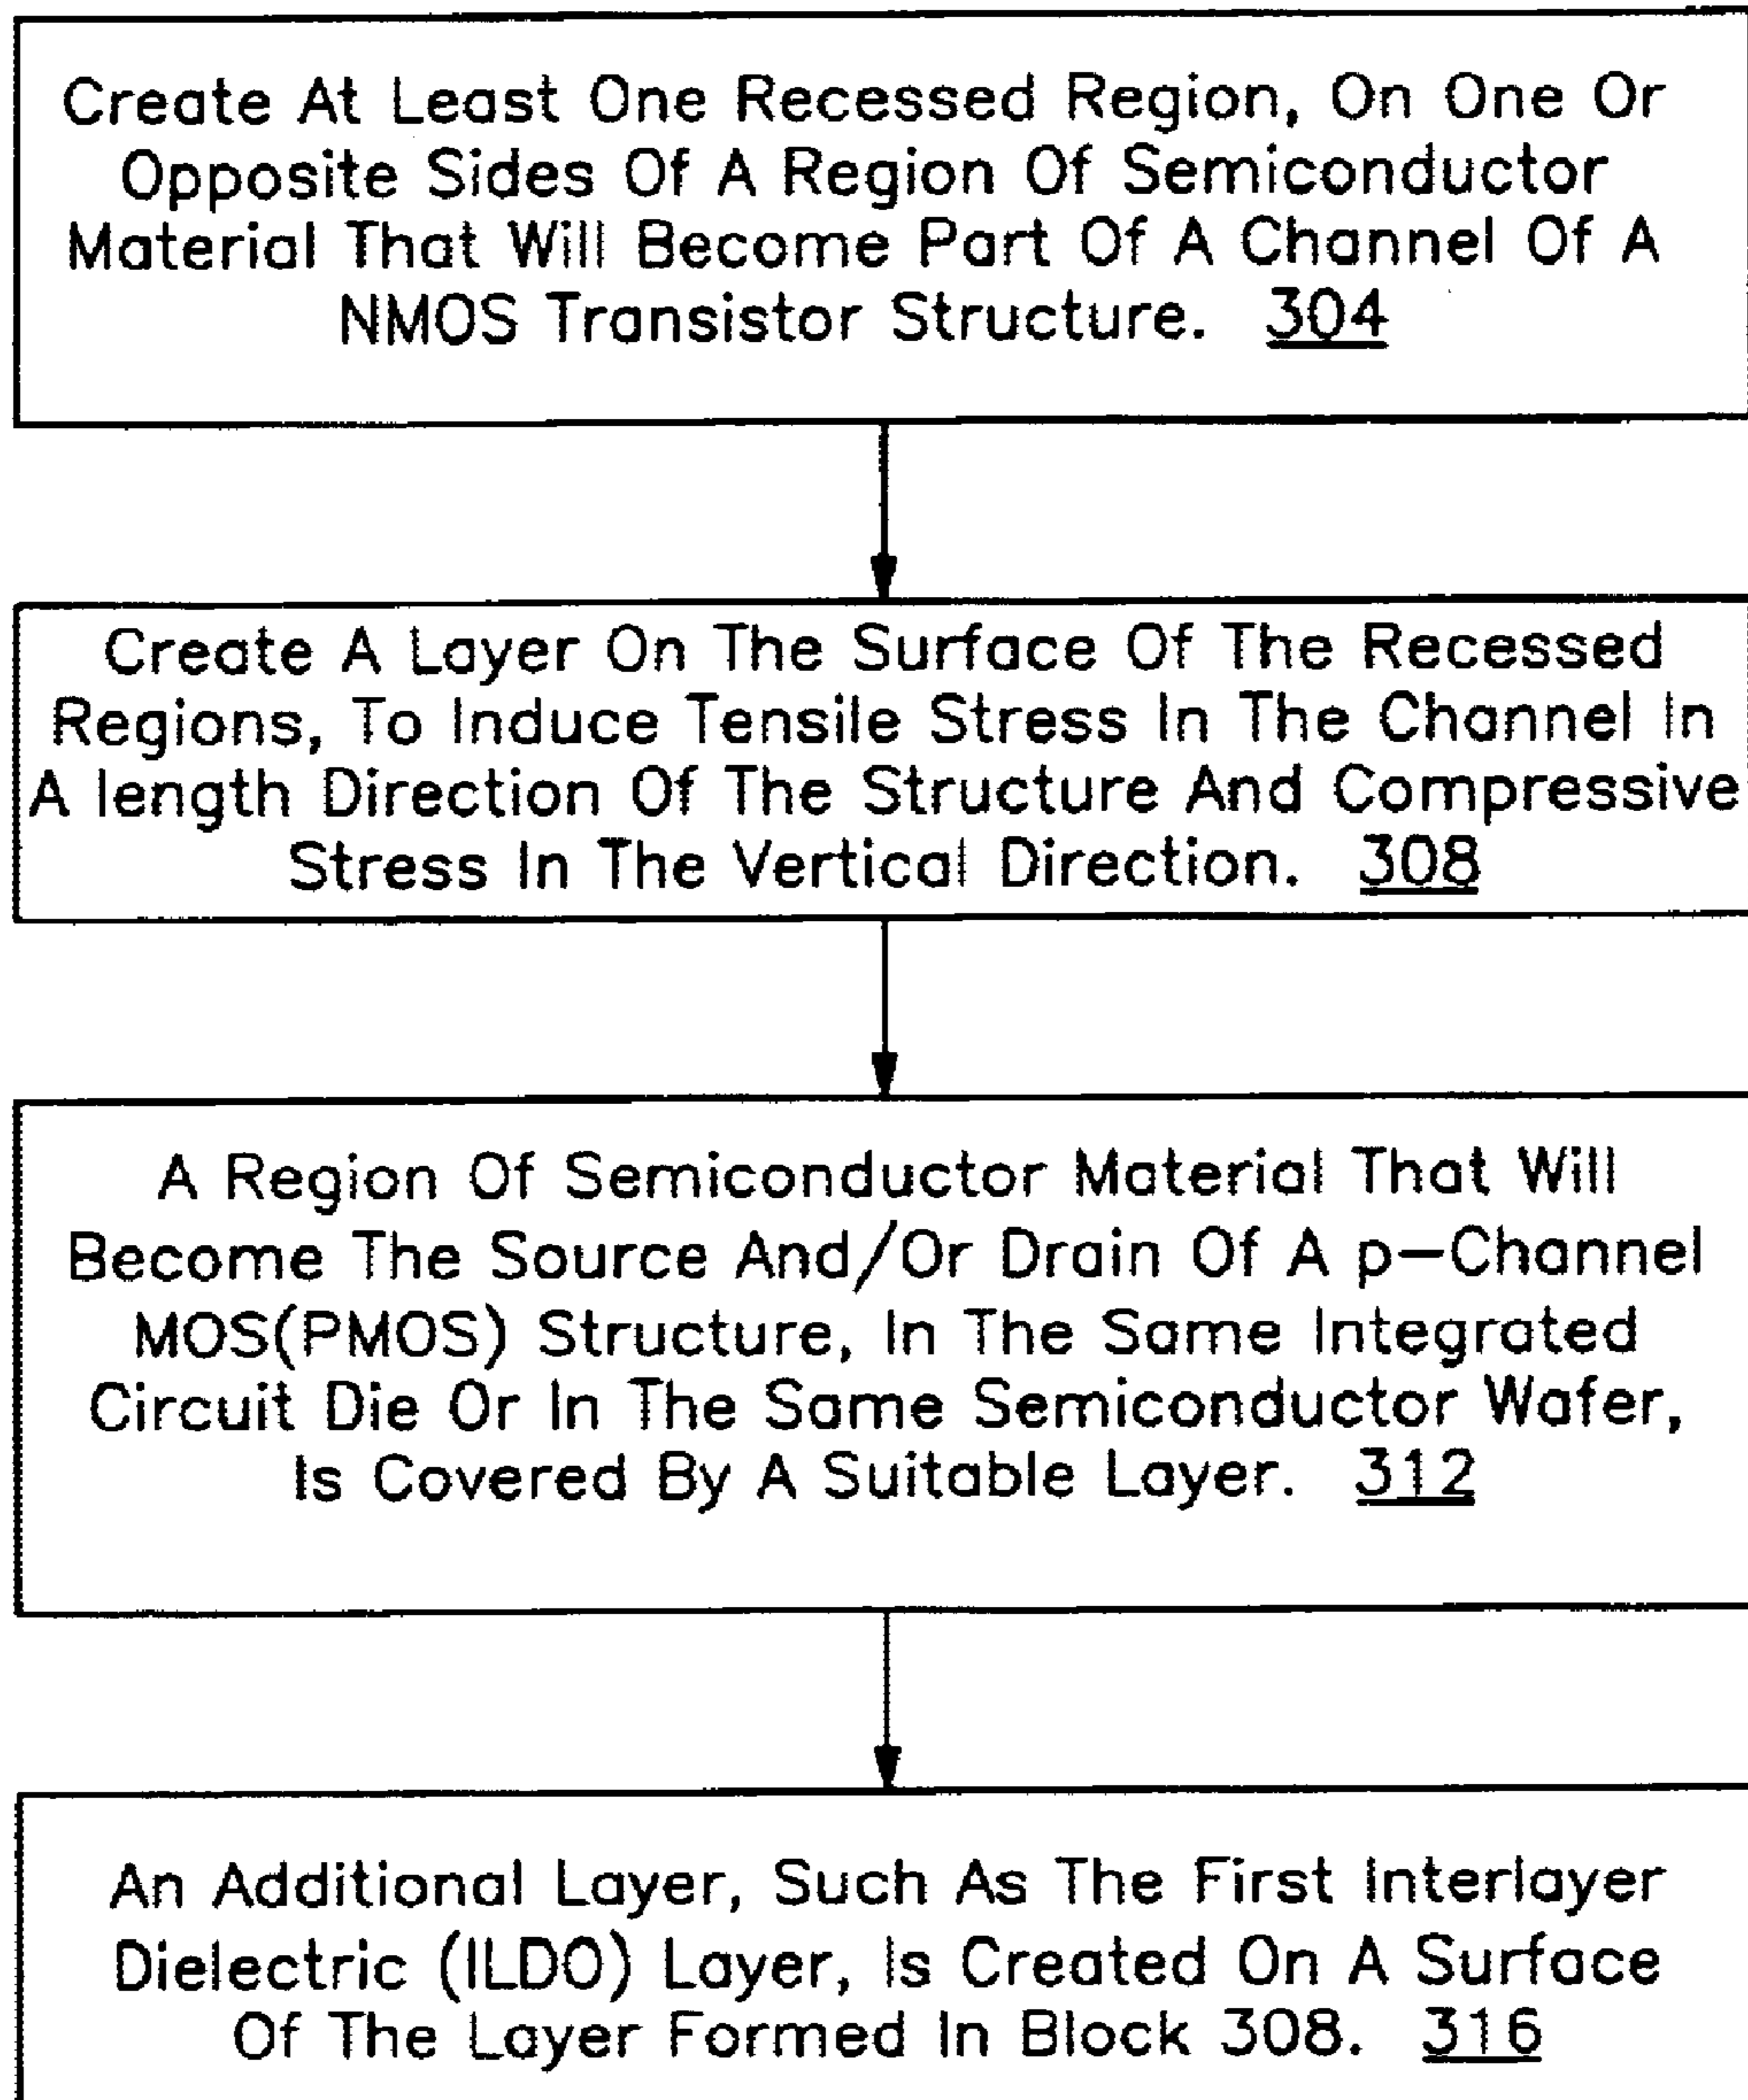 Create At Least One Recessed Region, On One Or
Opposite Sides Of A Region Of Semiconductor
Material That Will Become Part Of A Channel Of A
NMOS Transistor Structure. 304
Create A Layer On The Surface Of The Recessed
Regions, To Induce Tensile Stress In The Channel In
A length Direction Of The Structure And Compressive
Stress In The Vertical Direction. 308
A Region Of Semiconductor Material That Will
Become The Source And/Or Drain Of A p-Channel
MOS(PMOS) Structure, In The Same Integrated
Circuit Die Or In The Same Semiconductor Wafer,
Is Covered By A Suitable Layer. 312
An Additional Layer, Such As The First Interlayer
Dielectric (ILDO) Layer, Is Created On A Surface
Of The Layer Formed In Block 308. 316